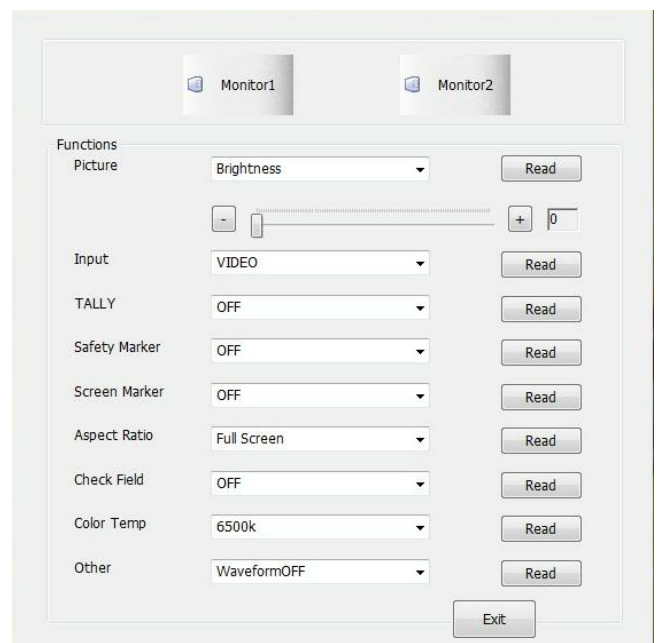 Monitor1 Monitor2
Functions
Picture Brightness Read
- + 0
Input VIDEO Read
TALLY OFF Read
Safety Marker OFF Read
Screen Marker OFF Read
Aspect Ratio Full Screen Read
Check Field OFF Read
Color Temp 6500k Read
Other WaveformOFF Read
Exit